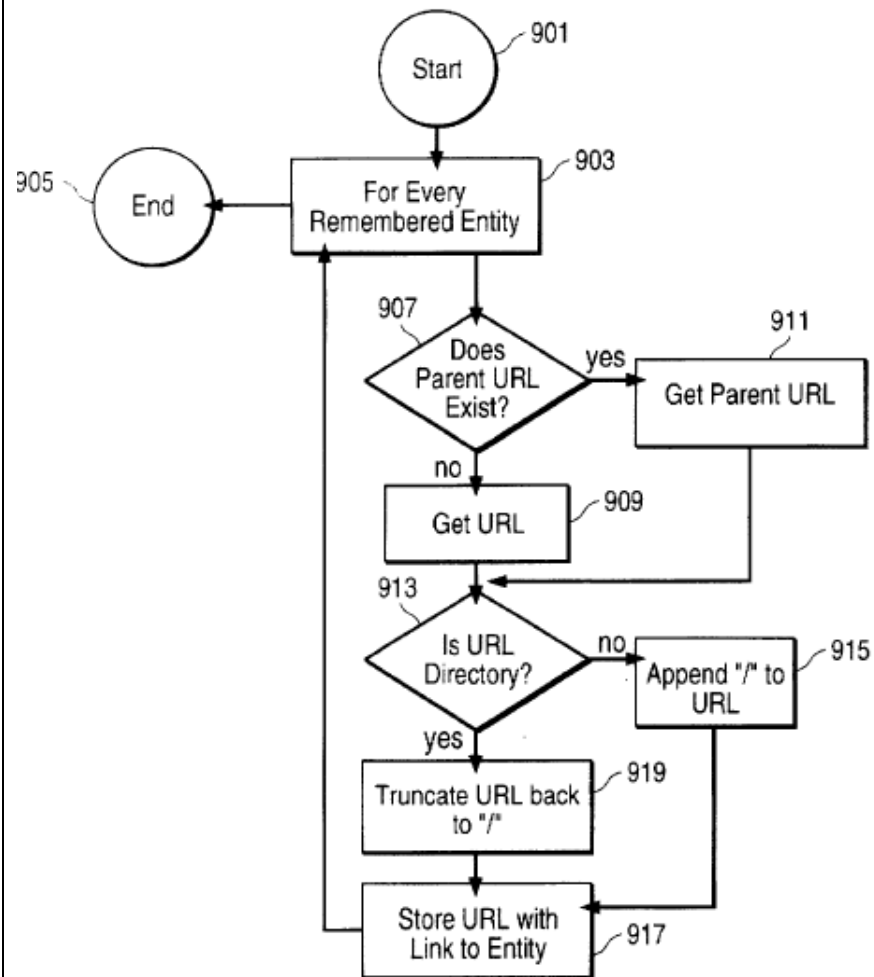 901
Start
903
905
End
For Every
Remembered Entity
907
911
Does
Parent URL
Exist?
yes
Get Parent URL
no
909
Get URL
913
Is URL
Directory?
no
915
Append "/" to
URL
yes
919
Truncate URL back
to "/"
Store URL with
Link to Entity
917